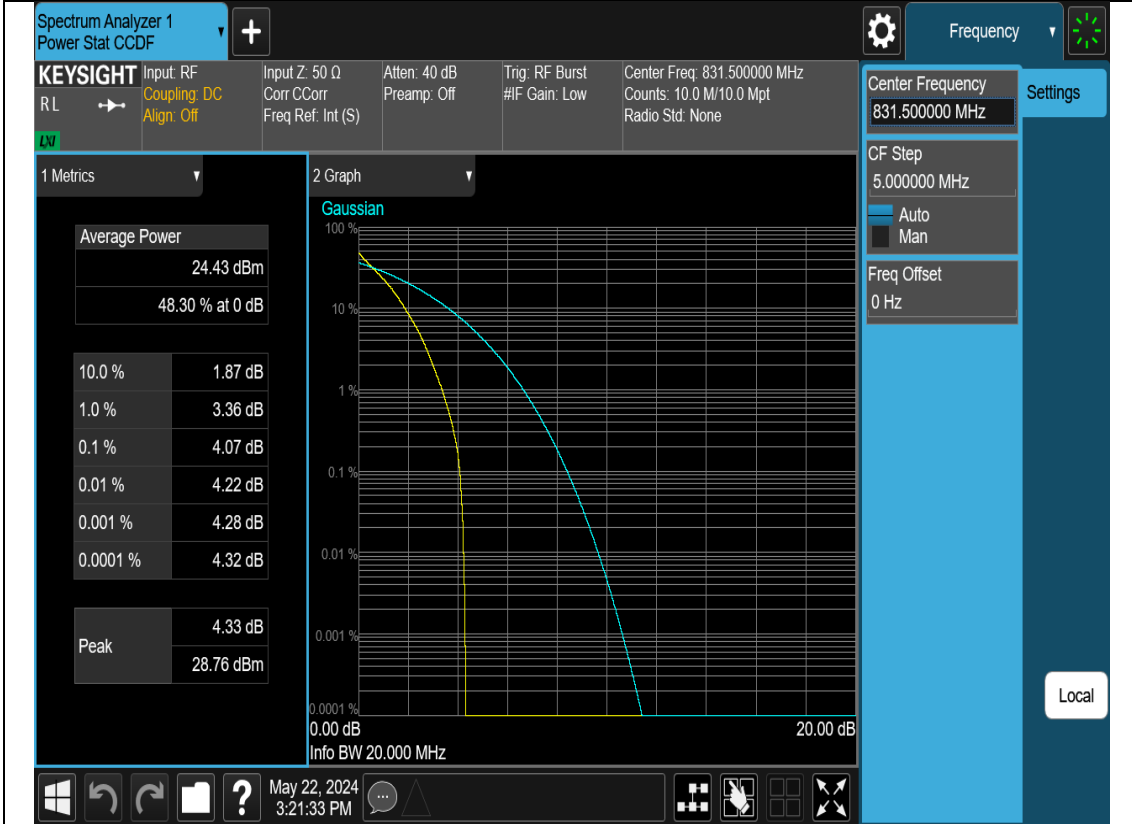 Spectrum Analyzer 1
Power Stat CCDF
+
Frequency
KEYSIGHT
RL
LXI
Input: RF
Coupling: DC
Align: Off
Input Z: 50 Ω
Corr CCorr
Freq Ref: Int (S)
Atten: 40 dB
Preamp: Off
Trig: RF Burst
#IF Gain: Low
Center Freq: 831.500000 MHz
Counts: 10.0 M/10.0 Mpt
Radio Std: None
Center Frequency
831.500000 MHz
Settings
CF Step
5.000000 MHz
Auto
Man
Freq Offset
0 Hz
1 Metrics
Average Power
24.43 dBm
48.30 % at 0 dB
10.0 % 1.87 dB
1.0 % 3.36 dB
0.1 % 4.07 dB
0.01 % 4.22 dB
0.001 % 4.28 dB
0.0001 % 4.32 dB
Peak
4.33 dB
28.76 dBm
2 Graph
Gaussian
100 %
10 %
1 %
0.1 %
0.01 %
0.001 %
0.0001 %
0.00 dB 20.00 dB
Info BW 20.000 MHz
Local
?
May 22, 2024
3:21:33 PM